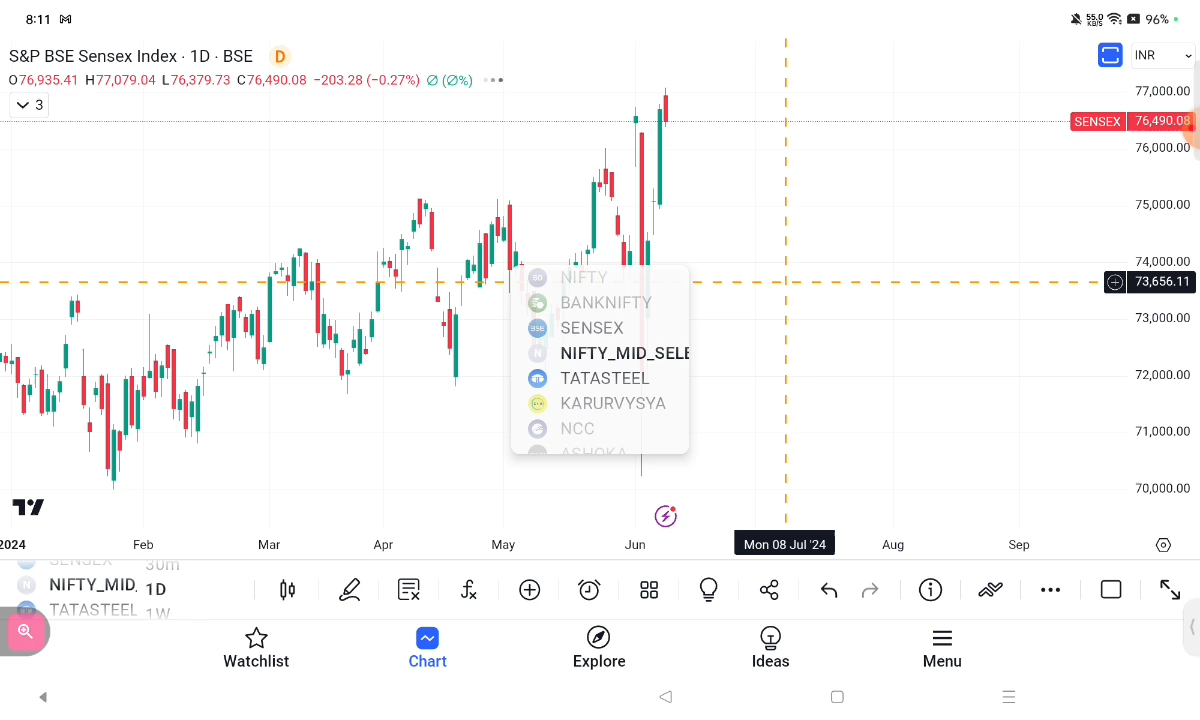 8:11
55.0 KB/S 96%
S&P BSE Sensex Index · 1D · BSE D
INR
O76,935.41 H77,079.04 L76,379.73 C76,490.08 −203.28 (−0.27%) ∅ (∅%)
3
77,000.00
SENSEX 76,490.08
76,000.00
75,000.00
74,000.00
73,656.11
73,000.00
72,000.00
71,000.00
70,000.00
NIFTY
BANKNIFTY
SENSEX
NIFTY_MID_SELE
TATASTEEL
KARURVYSYA
NCC
ASHOKA
2024 Feb Mar Apr May Jun Mon 08 Jul '24 Aug Sep
SENSEX 30m
NIFTY_MID_ 1D
TATASTEEL 1W
Watchlist Chart Explore Ideas Menu